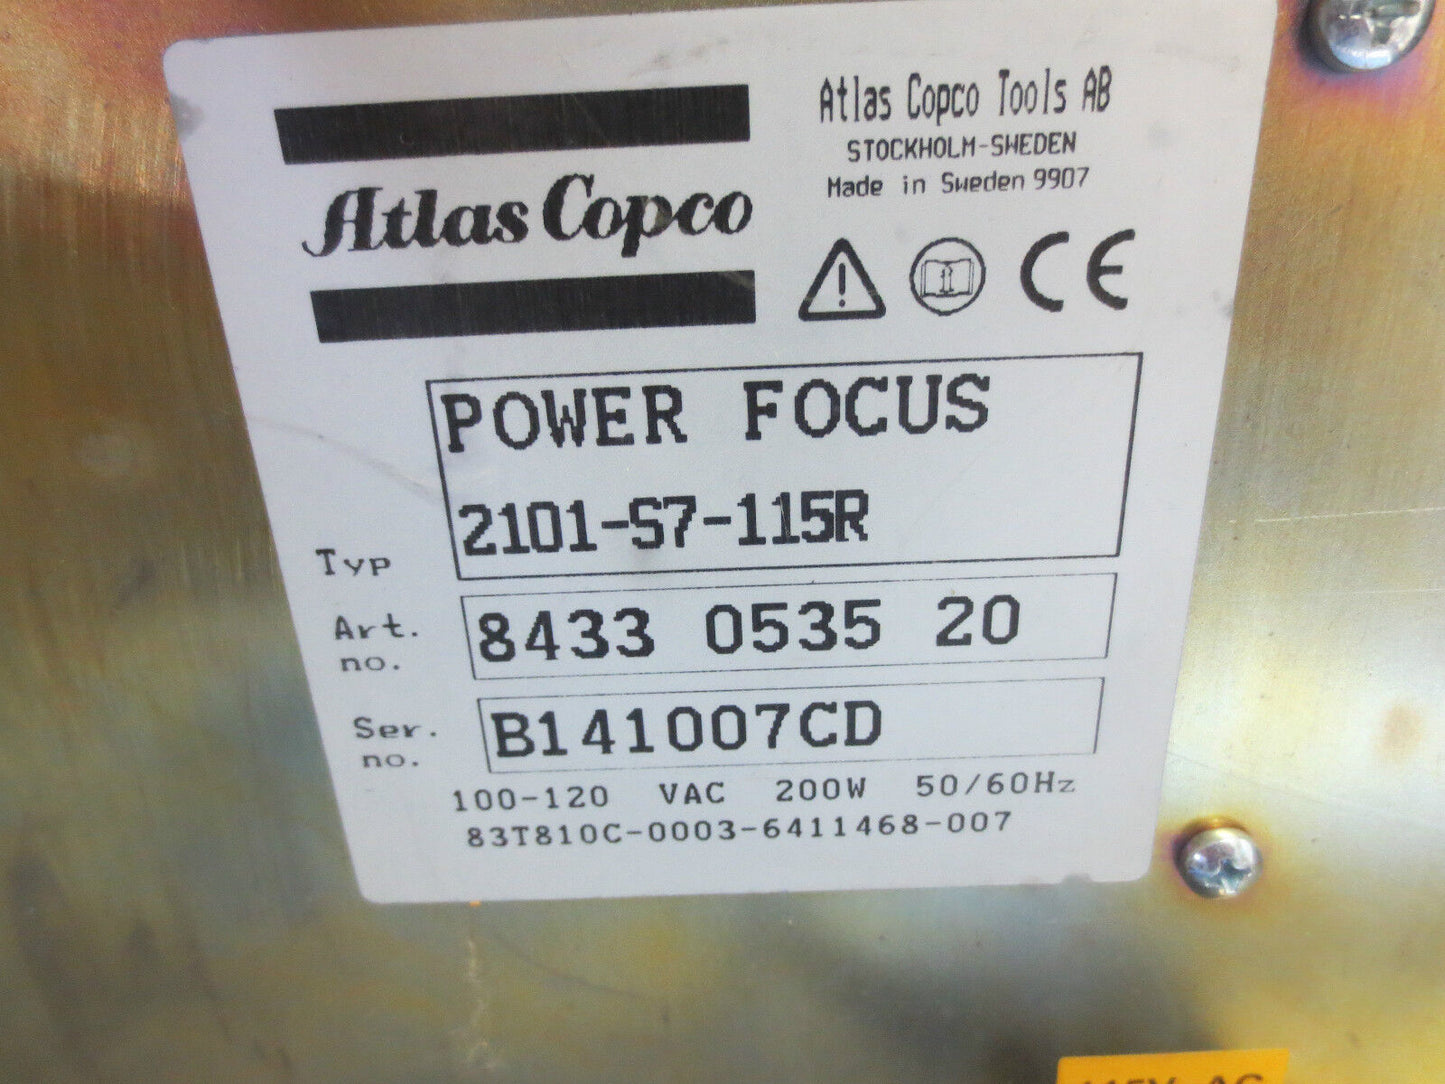 Atlas Copco
Atlas Copco Tools AB
STOCKHOLM-SWEDEN
Made in Sweden 9907
CE
POWER FOCUS
Typ 2101-S7-115R
Art. no. 8433 0535 20
Ser. no. B141007CD
100-120 VAC 200W 50/60Hz
83T810C-0003-6411468-007